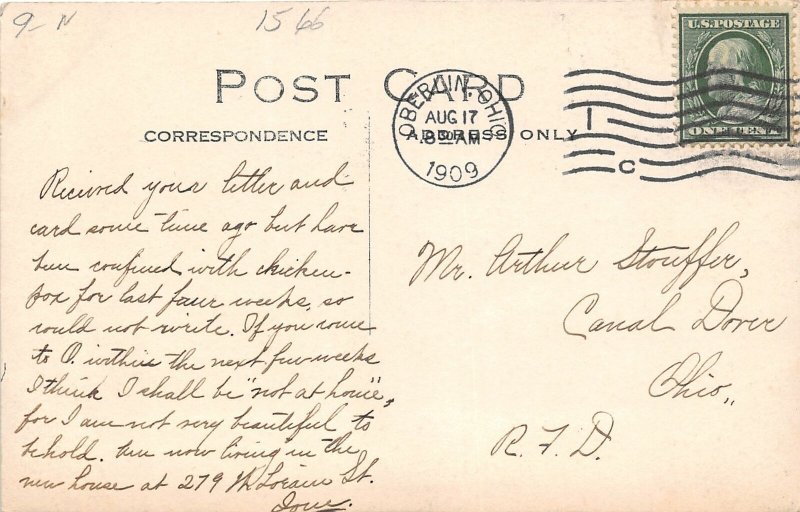 9- N
1566
U.S. POSTAGE
ONE CENT
POST CARD
CORRESPONDENCE
ADDRESS ONLY
OBERLIN, OHIO
AUG 17
8 30 AM
1909
C
Recieved your letter and
card some time ago but have
been confined with chicken-
pox for last four weeks, so
could not write. If you come
to O. within the next few weeks
I think I shall be "not at home",
for I am not very beautiful to
behold. Am now living in the
new house at 279 W. Lorain St.
Mr. Arthur Stouffer,
Canal Dover
Ohio,,
R. F. D.